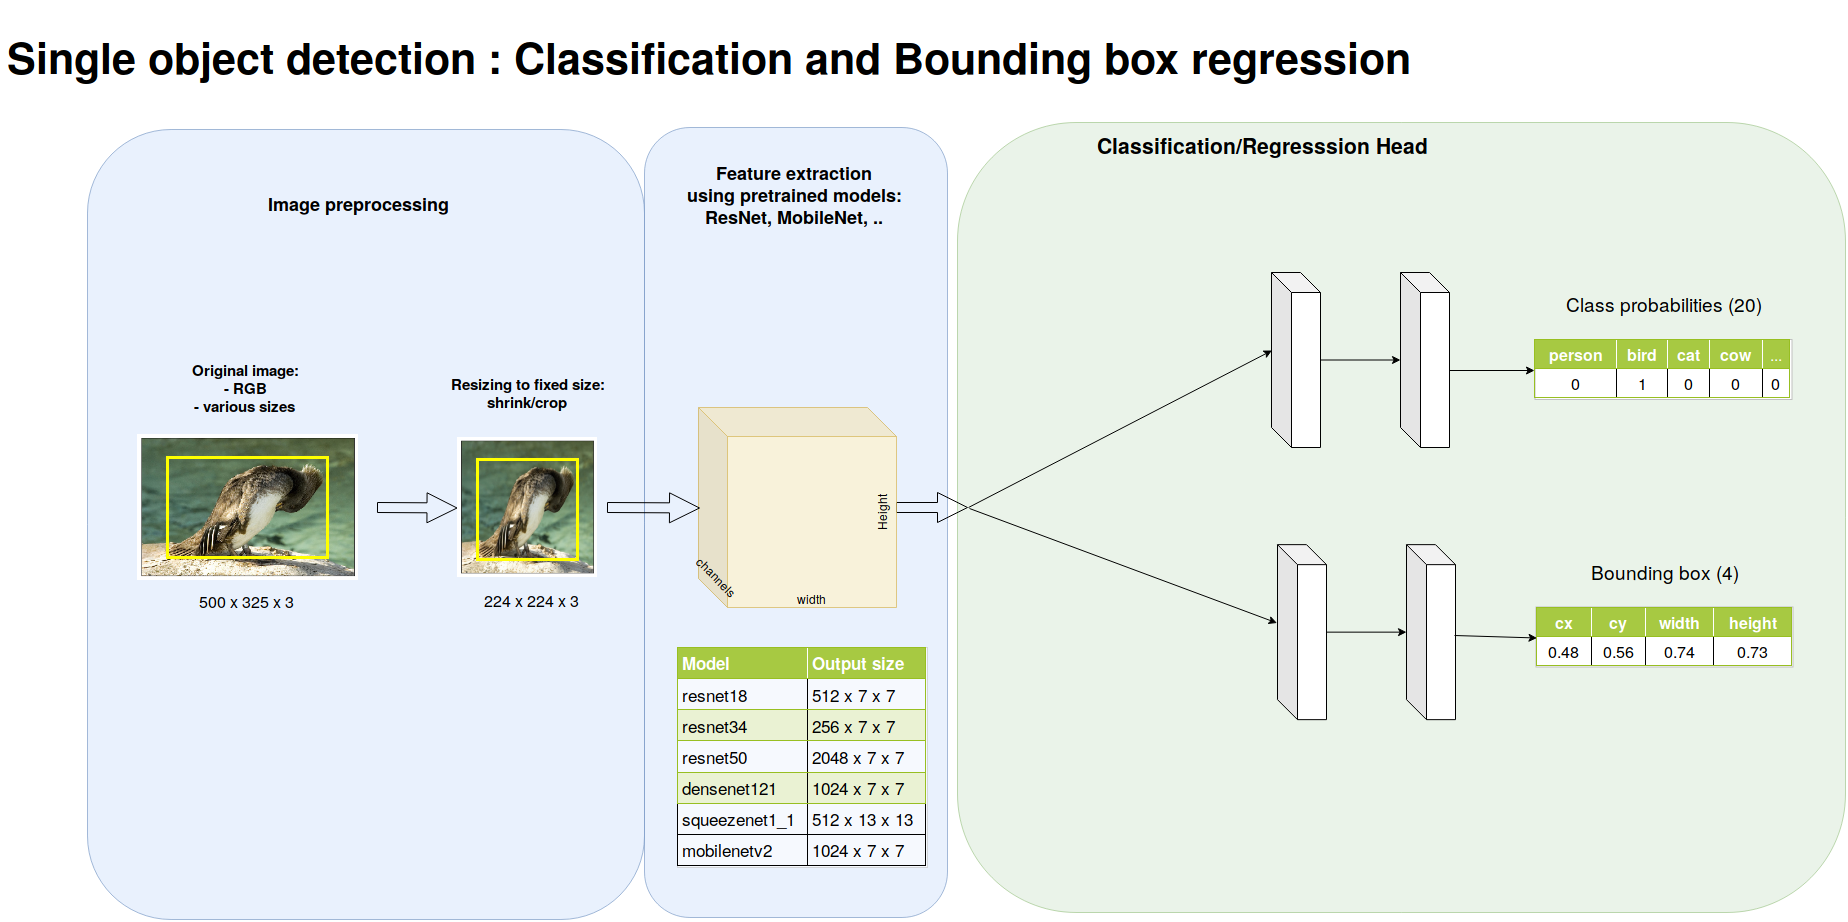 Single object detection : Classification and Bounding box regression
Image preprocessing
Original image:
- RGB
- various sizes
500 x 325 x 3
Resizing to fixed size:
shrink/crop
224 x 224 x 3
Feature extraction
using pretrained models:
ResNet, MobileNet, ..
channels
width
Height
Model Output size
resnet18 512 x 7 x 7
resnet34 256 x 7 x 7
resnet50 2048 x 7 x 7
densenet121 1024 x 7 x 7
squeezenet1_1 512 x 13 x 13
mobilenetv2 1024 x 7 x 7
Classification/Regresssion Head
Class probabilities (20)
person bird cat cow ...
0 1 0 0 0
Bounding box (4)
cx cy width height
0.48 0.56 0.74 0.73